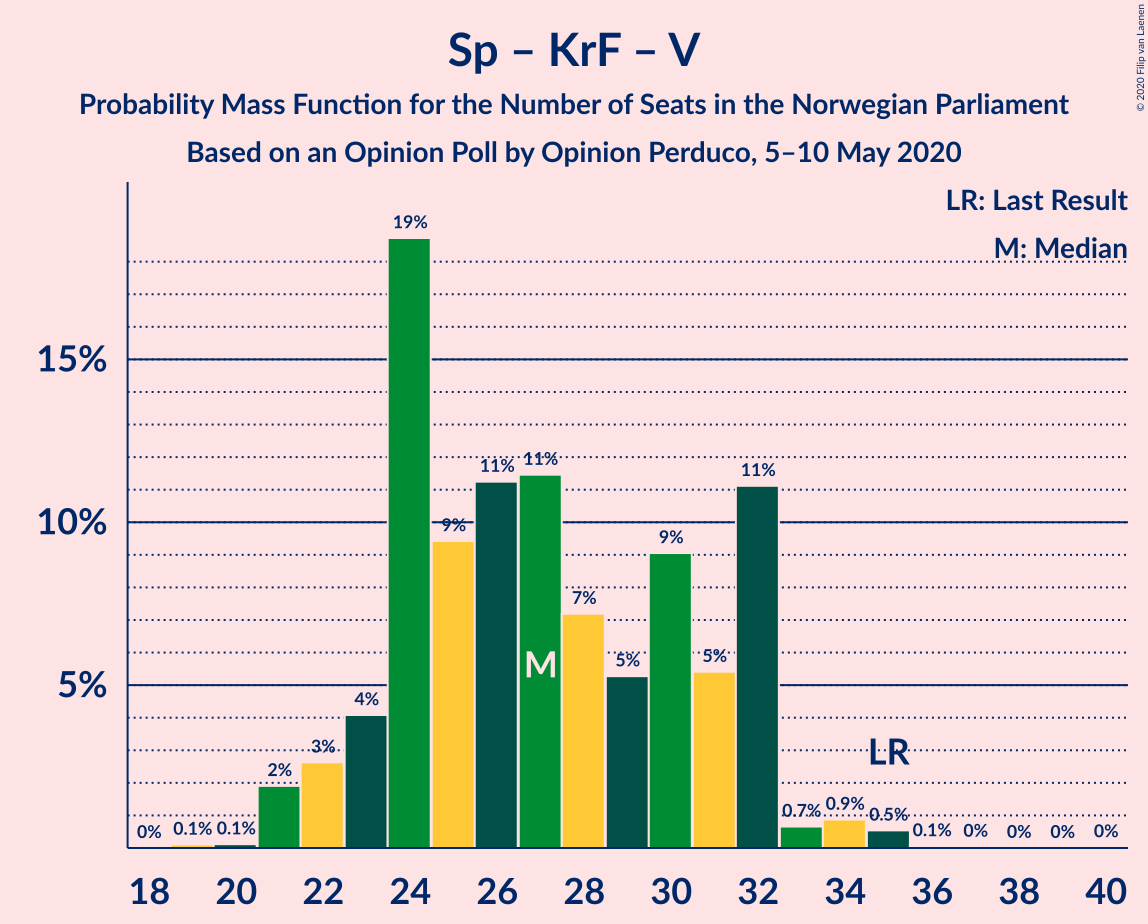 Sp – KrF – V
Probability Mass Function for the Number of Seats in the Norwegian Parliament
Based on an Opinion Poll by Opinion Perduco, 5–10 May 2020
© 2020 Filip van Laenen
LR: Last Result
M: Median
15%
10%
5%
0%
0.1%
0.1%
2%
3%
4%
19%
9%
11%
11%
7%
5%
9%
5%
11%
0.7%
0.9%
0.5%
0.1%
0%
0%
0%
0%
M
LR
18 20 22 24 26 28 30 32 34 36 38 40